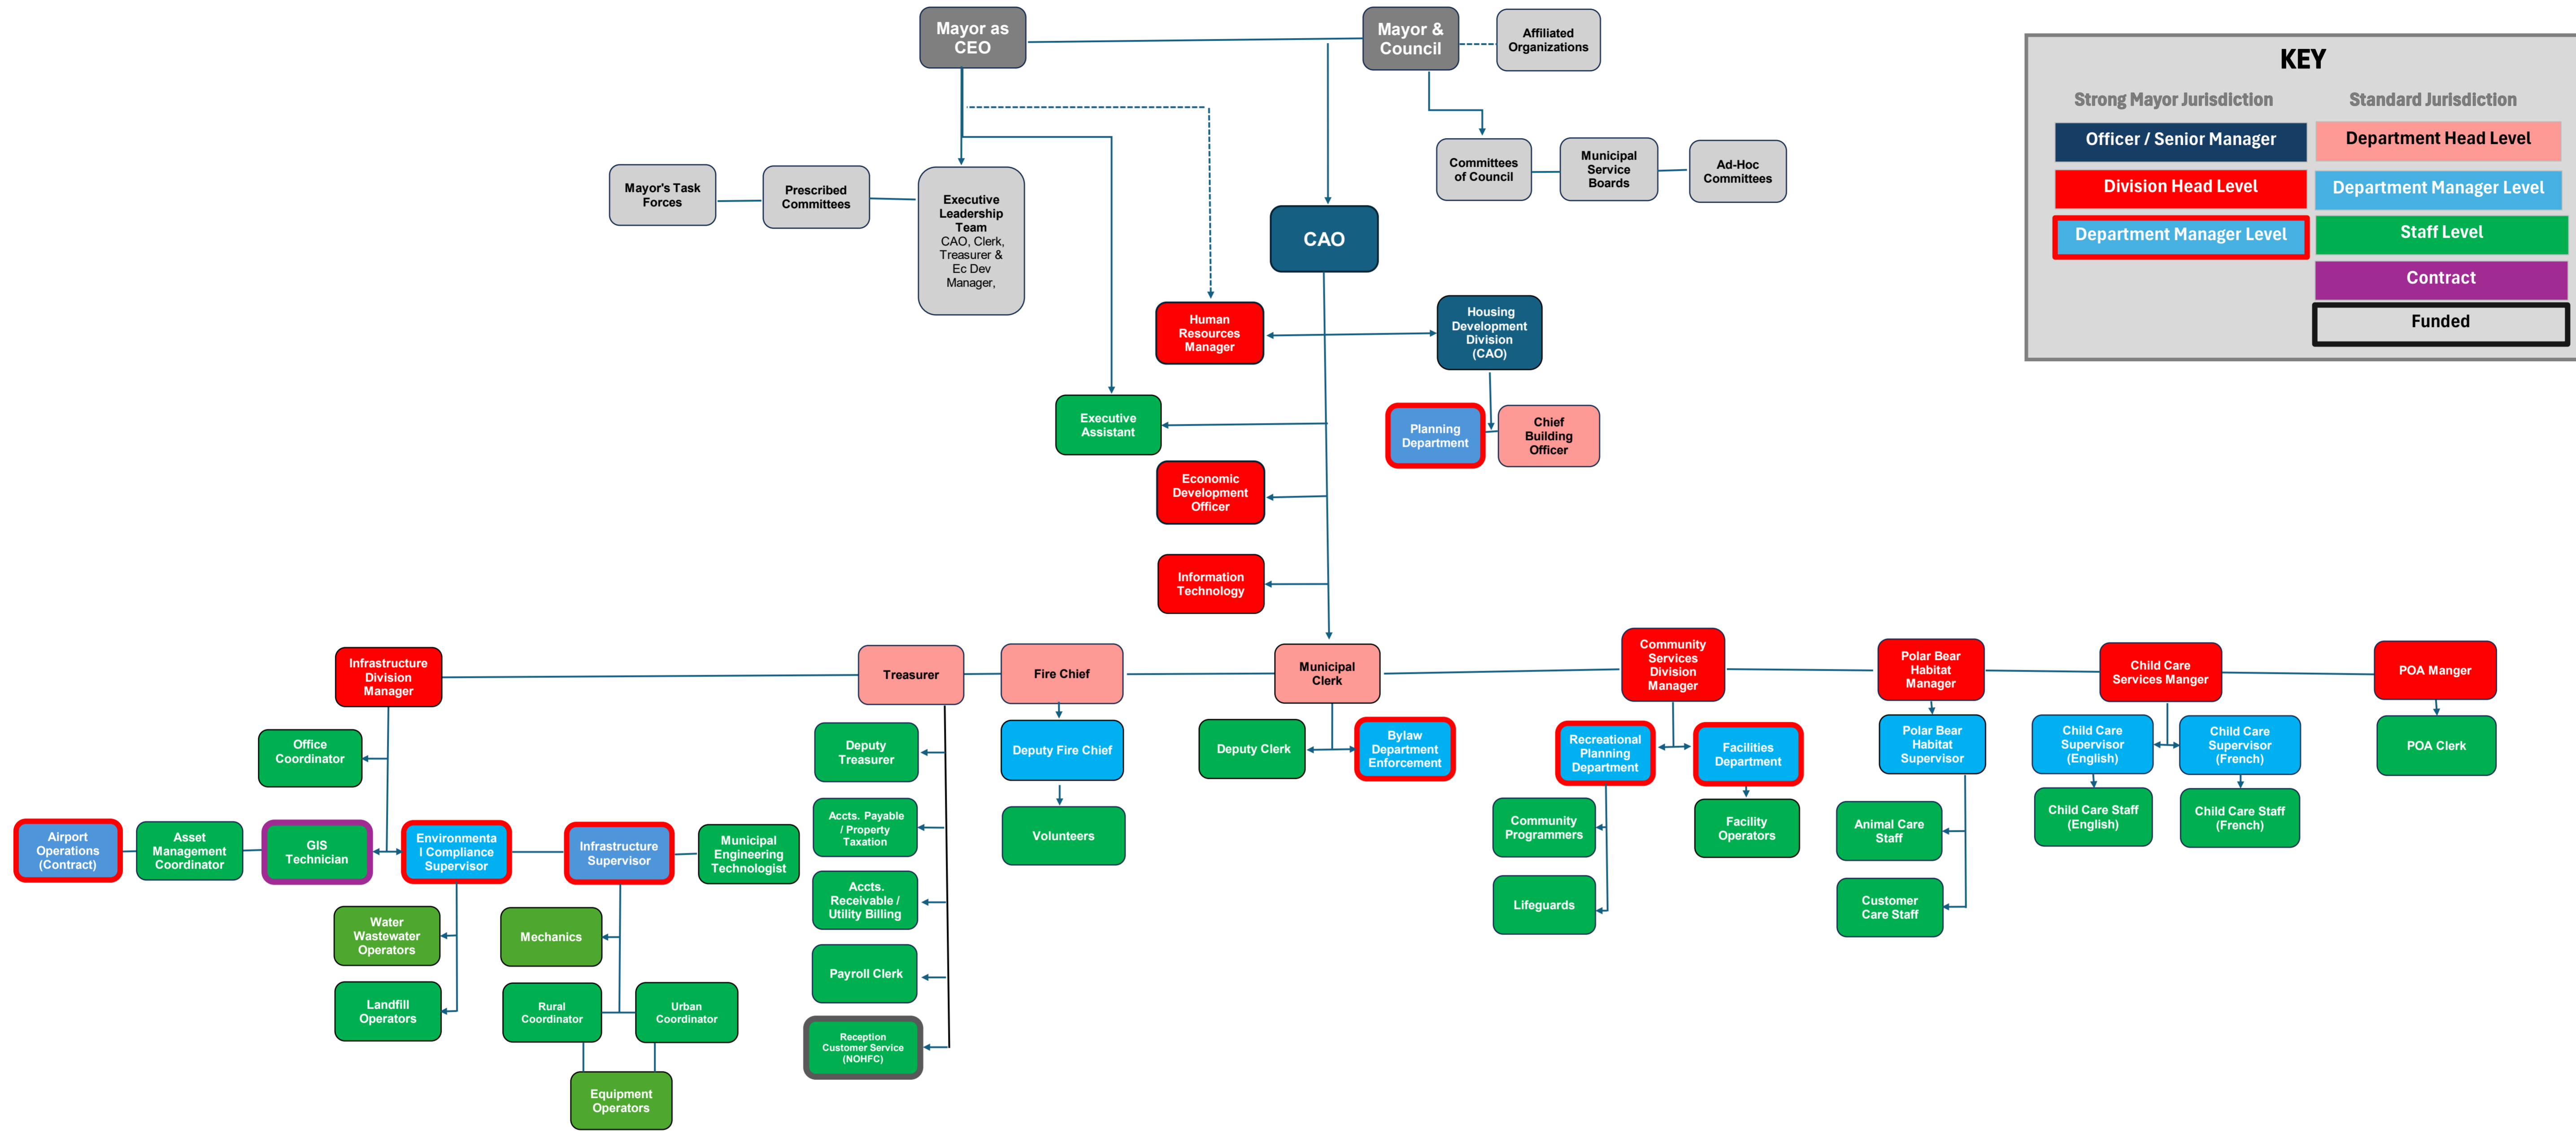 Mayor as
CEO
Mayor &
Council
Affiliated
Organizations
KEY
Strong Mayor Jurisdiction
Standard Jurisdiction
Officer / Senior Manager
Department Head Level
Division Head Level
Department Manager Level
Department Manager Level
Staff Level
Contract
Funded
Mayor's Task
Forces
Prescribed
Committees
Executive
Leadership
Team
CAO, Clerk,
Treasurer &
Ec Dev
Manager,
Committees
of Council
Municipal
Service
Boards
Ad-Hoc
Committees
CAO
Human
Resources
Manager
Housing
Development
Division
(CAO)
Executive
Assistant
Planning
Department
Chief
Building
Officer
Economic
Development
Officer
Information
Technology
Infrastructure
Division
Manager
Treasurer
Fire Chief
Municipal
Clerk
Community
Services
Division
Manager
Polar Bear
Habitat
Manager
Child Care
Services Manger
POA Manger
Office
Coordinator
Deputy
Treasurer
Deputy Fire Chief
Deputy Clerk
Bylaw
Department
Enforcement
Recreational
Planning
Department
Facilities
Department
Polar Bear
Habitat
Supervisor
Child Care
Supervisor
(English)
Child Care
Supervisor
(French)
POA Clerk
Airport
Operations
(Contract)
Asset
Management
Coordinator
GIS
Technician
Environmenta
l Compliance
Supervisor
Infrastructure
Supervisor
Municipal
Engineering
Technologist
Accts. Payable
/ Property
Taxation
Volunteers
Community
Programmers
Facility
Operators
Animal Care
Staff
Child Care Staff
(English)
Child Care Staff
(French)
Water
Wastewater
Operators
Mechanics
Accts.
Receivable /
Utility Billing
Lifeguards
Customer
Care Staff
Landfill
Operators
Rural
Coordinator
Urban
Coordinator
Payroll Clerk
Reception
Customer Service
(NOHFC)
Equipment
Operators